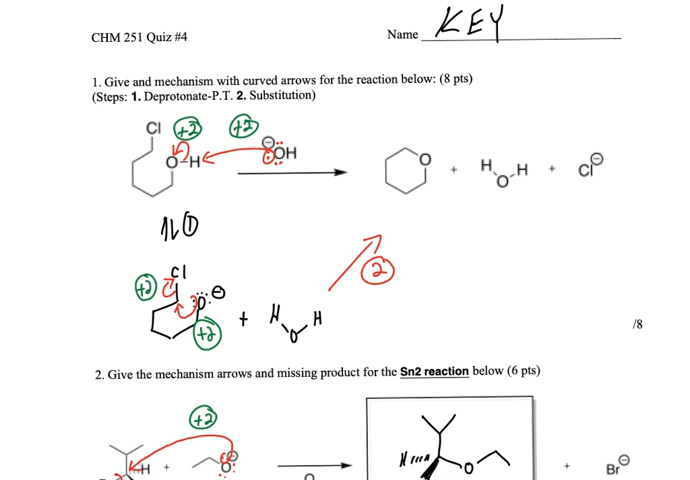 CHM 251 Quiz #4
Name KEY
1. Give and mechanism with curved arrows for the reaction below: (8 pts)
(Steps: 1. Deprotonate-P.T. 2. Substitution)
Cl +2 +2
O-H ⊖ OH O + H O H + Cl ⊖
1
+2 Cl 2
O ⊖ + H O H
+2
/8
2. Give the mechanism arrows and missing product for the Sn2 reaction below (6 pts)
+2
H + O ⊖ H O + Br ⊖